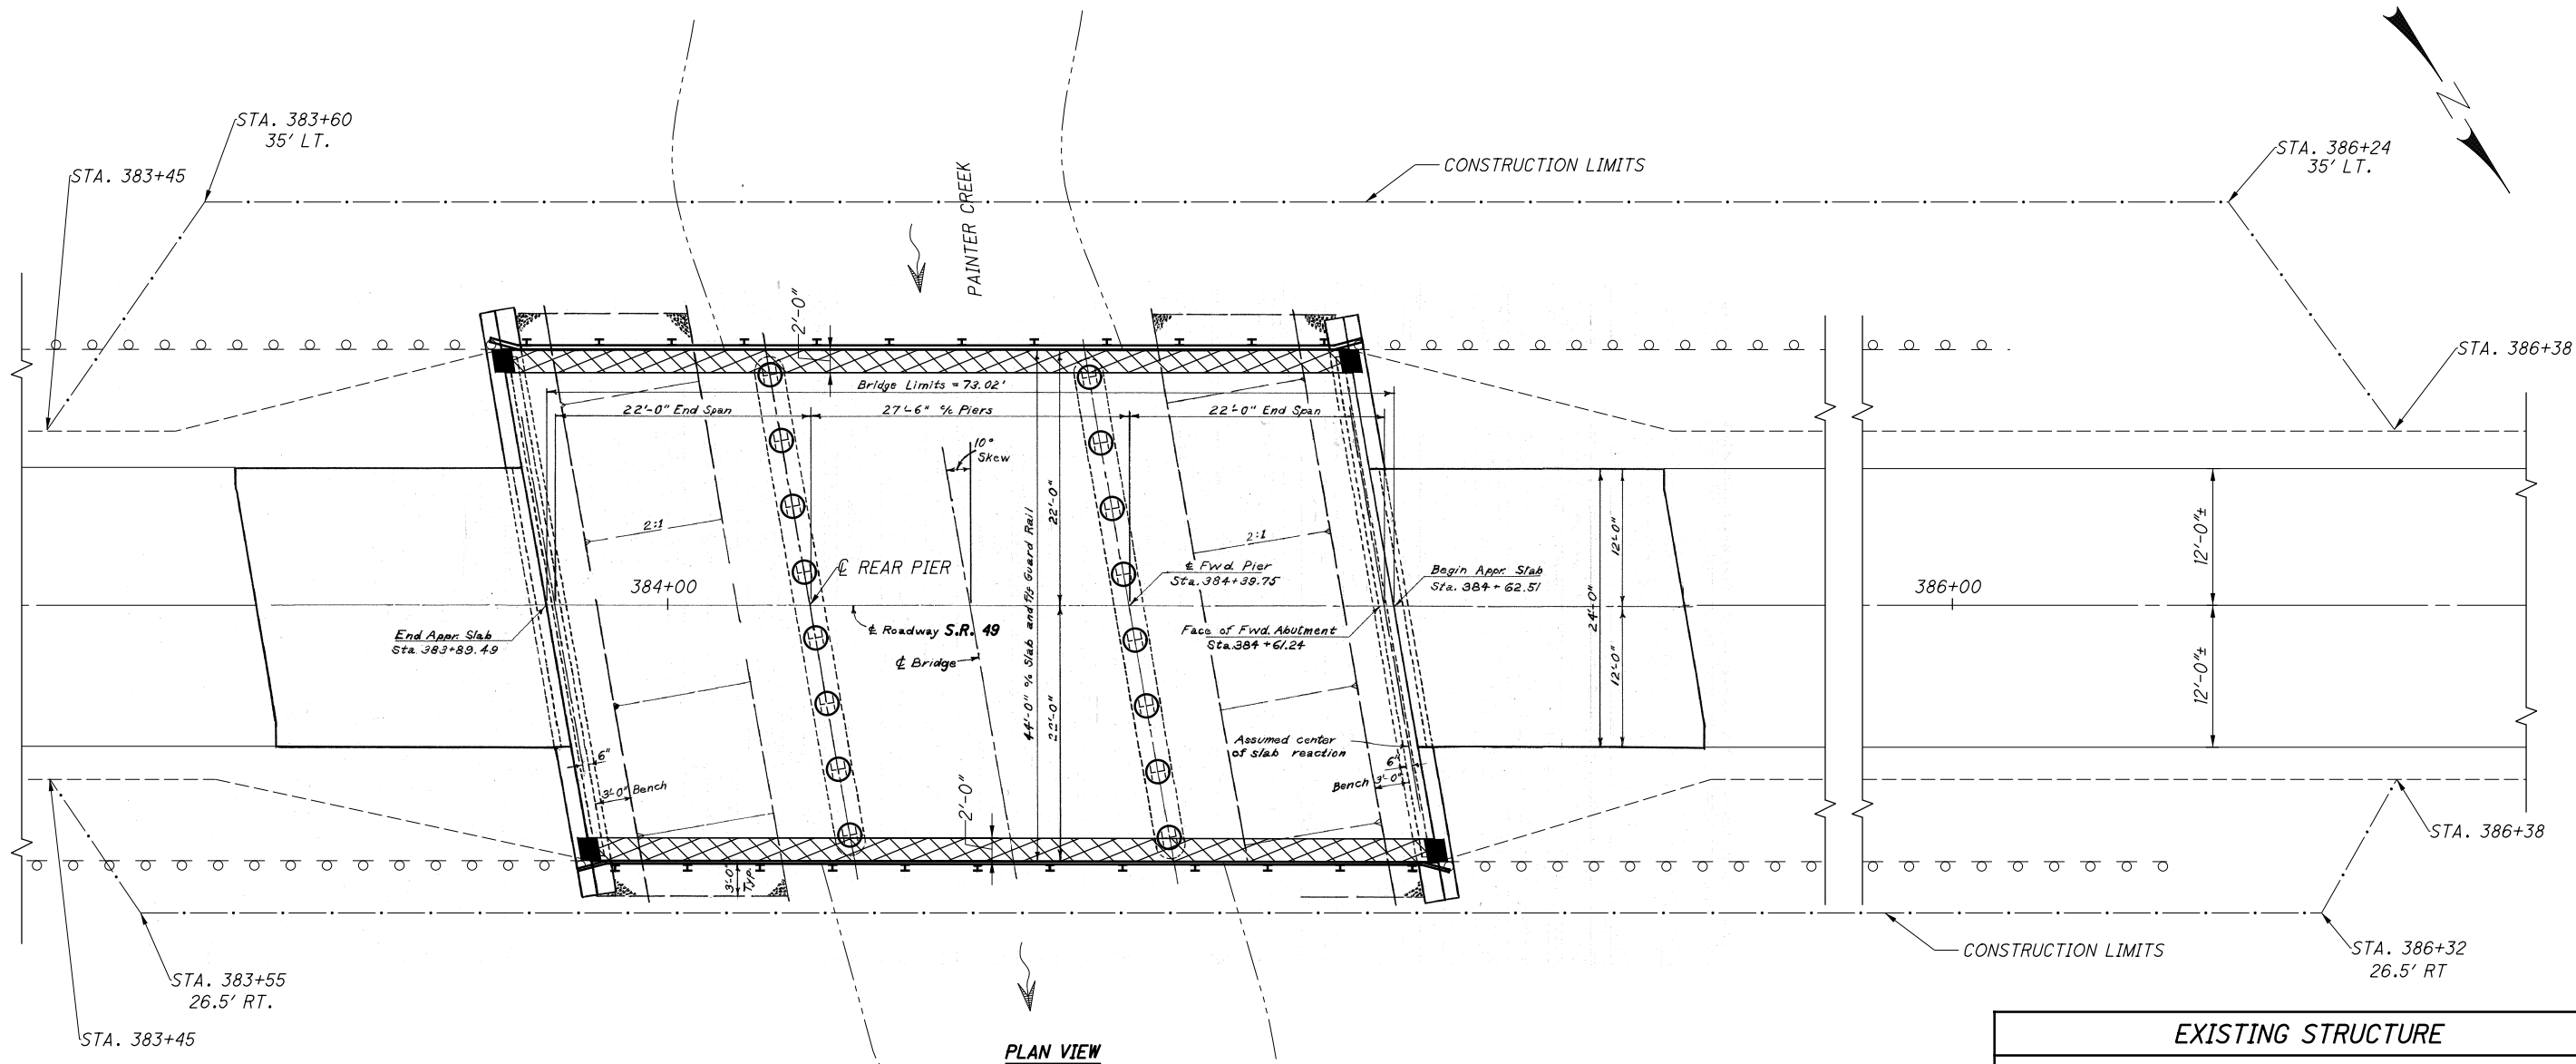 STA. 383+60
35' LT.
STA. 383+45
PAINTER CREEK
CONSTRUCTION LIMITS
N
STA. 386+24
35' LT.
STA. 386+38
2'-0"
Bridge Limits = 73.02'
22'-0" End Span
27'-6" c/c Piers
22'-0" End Span
10°
Skew
22'-0"
44'-0" o/o Slab and f/f Guard Rail
22'-0"
2:1
2:1
384+00
℄ REAR PIER
℄ Fwd. Pier
Sta. 384+39.75
Begin Appr. Slab
Sta. 384+62.51
End Appr. Slab
Sta. 383+89.49
℄ Roadway S.R. 49
℄ Bridge
Face of Fwd. Abutment
Sta. 384+61.24
24'-0"
12'-0"
12'-0"
386+00
12'-0"±
12'-0"±
6"
3'-0" Bench
Assumed center
of slab reaction
6"
Bench 3'-0"
2'-0"
3'-0"
Typ.
STA. 386+38
STA. 383+55
26.5' RT.
STA. 383+45
CONSTRUCTION LIMITS
STA. 386+32
26.5' RT
PLAN VIEW
EXISTING STRUCTURE